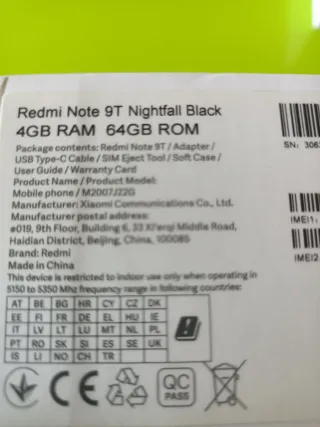 Redmi Note 9T Nightfall Black
4GB RAM 64GB ROM
Package contents: Redmi Note 9T / Adapter /
USB Type-C Cable / SIM Eject Tool / Soft Case /
User Guide / Warranty Card
Product Name / Product Model:
Mobile phone / M2007J22G
Manufacturer: Xiaomi Communications Co., Ltd.
Manufacturer postal address:
#019, 9th Floor, Building 6, 33 Xi'erqi Middle Road,
Haidian District, Beijing, China, 100085
Brand: Redmi
Made in China
This device is restricted to indoor use only when operating in
5150 to 5350 Mhz frequency range in following countries:
AT BE BG HR CY CZ DK
EE FI FR DE EL HU IE
IT LV LT LU MT NL PL
PT RO SK SI ES SE UK
IS LI NO CH TR
QC
PASS
SN: 306
IMEI1:
IMEI2